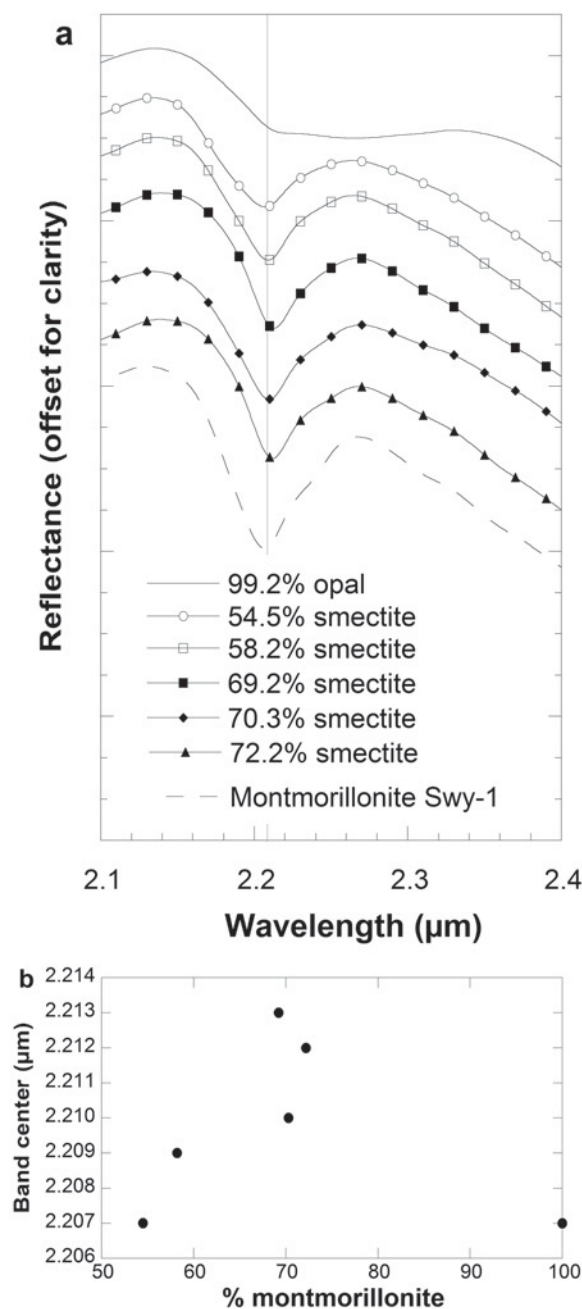 a
Reflectance (offset for clarity)
99.2% opal
54.5% smectite
58.2% smectite
69.2% smectite
70.3% smectite
72.2% smectite
Montmorillonite Swy-1
2.1 2.2 2.3 2.4
Wavelength (µm)
b
Band center (µm)
2.214
2.213
2.212
2.211
2.210
2.209
2.208
2.207
2.206
50 60 70 80 90 100
% montmorillonite